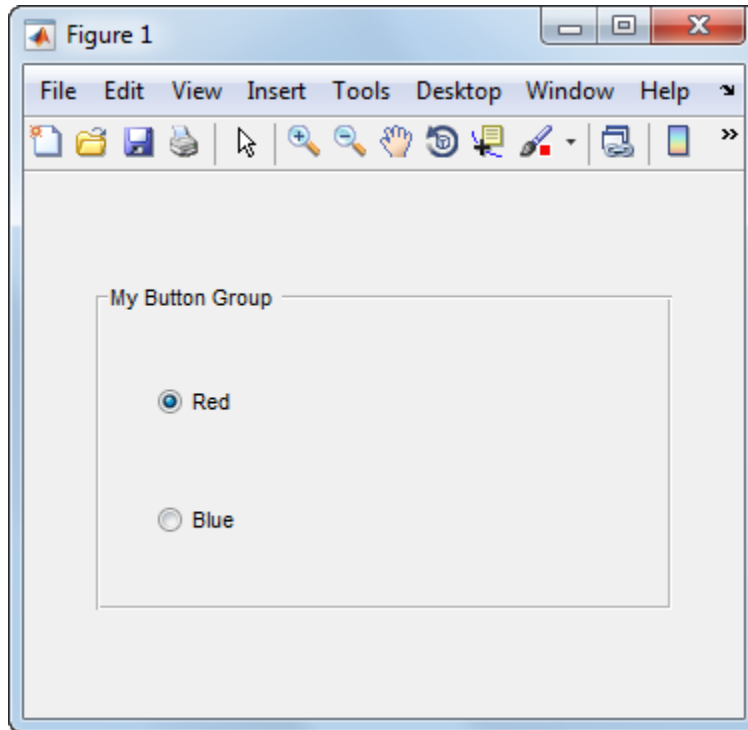 Figure 1
File Edit View Insert Tools Desktop Window Help
My Button Group
Red
Blue